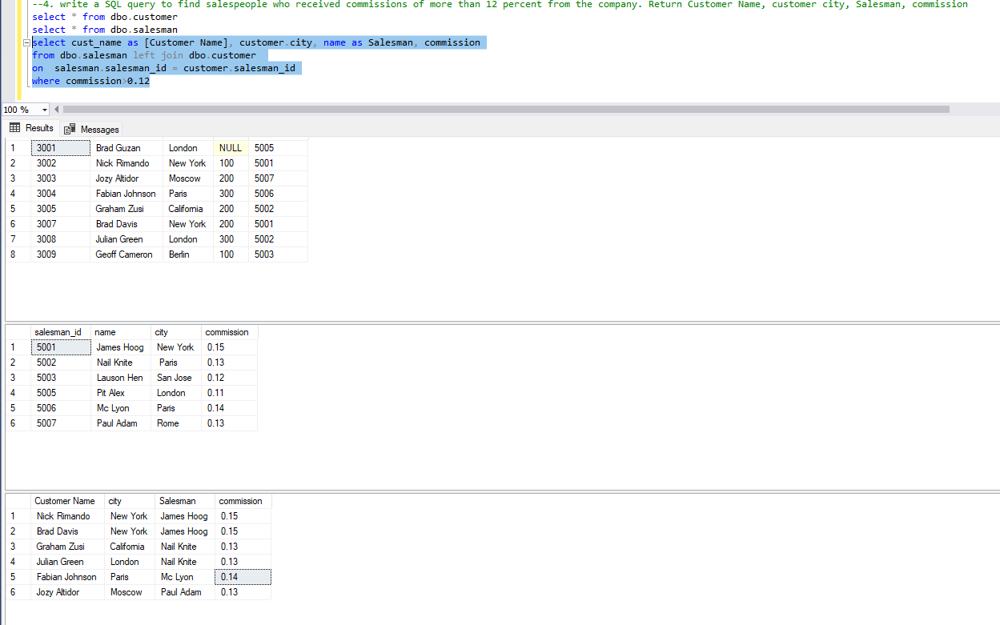 --4. write a SQL query to find salespeople who received commissions of more than 12 percent from the company. Return Customer Name, customer city, Salesman, commission
select * from dbo.customer
select * from dbo.salesman
select cust_name as [Customer Name], customer.city, name as Salesman, commission
from dbo.salesman left join dbo.customer
on  salesman.salesman_id = customer.salesman_id
where commission>0.12
100 %
Results Messages
1 3001 Brad Guzan London NULL 5005
2 3002 Nick Rimando New York 100 5001
3 3003 Jozy Altidor Moscow 200 5007
4 3004 Fabian Johnson Paris 300 5006
5 3005 Graham Zusi California 200 5002
6 3007 Brad Davis New York 200 5001
7 3008 Julian Green London 300 5002
8 3009 Geoff Cameron Berlin 100 5003
salesman_id name city commission
1 5001 James Hoog New York 0.15
2 5002 Nail Knite Paris 0.13
3 5003 Lauson Hen San Jose 0.12
4 5005 Pit Alex London 0.11
5 5006 Mc Lyon Paris 0.14
6 5007 Paul Adam Rome 0.13
Customer Name city Salesman commission
1 Nick Rimando New York James Hoog 0.15
2 Brad Davis New York James Hoog 0.15
3 Graham Zusi California Nail Knite 0.13
4 Julian Green London Nail Knite 0.13
5 Fabian Johnson Paris Mc Lyon 0.14
6 Jozy Altidor Moscow Paul Adam 0.13